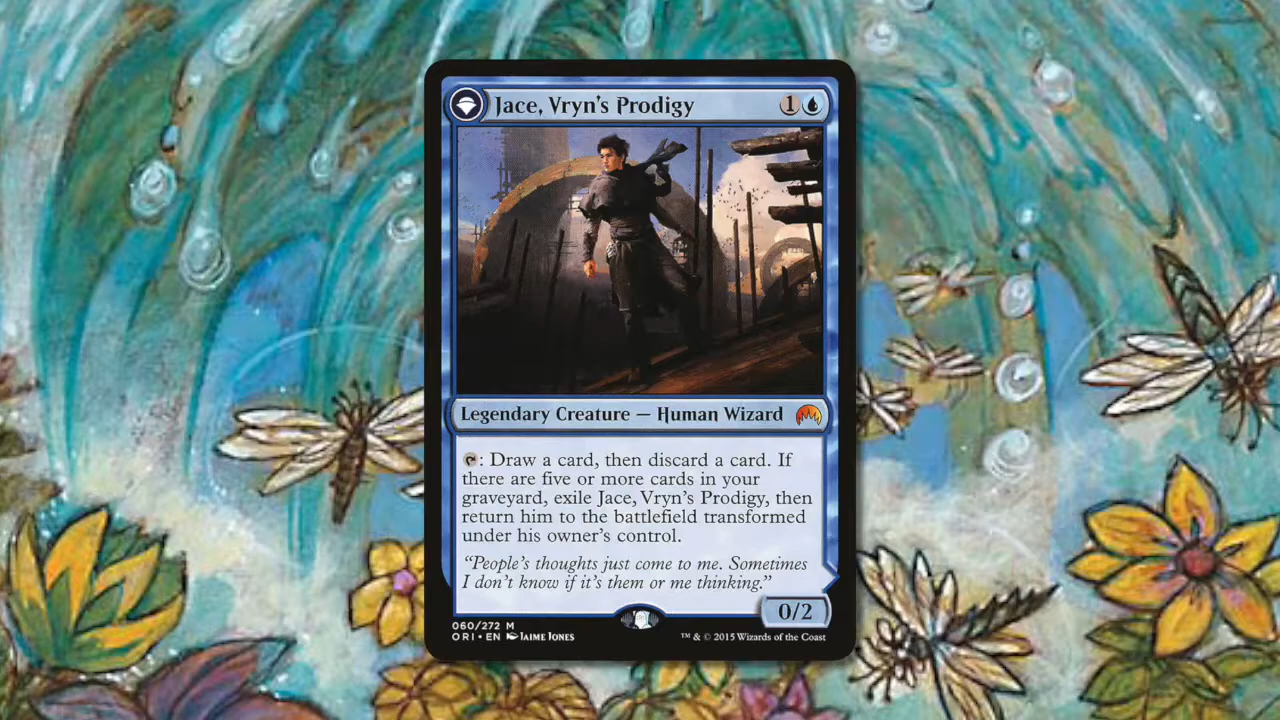 Jace, Vryn's Prodigy 1
Legendary Creature — Human Wizard
: Draw a card, then discard a card. If
there are five or more cards in your
graveyard, exile Jace, Vryn's Prodigy, then
return him to the battlefield transformed
under his owner's control.
“People's thoughts just come to me. Sometimes
I don't know if it's them or me thinking.”
0/2
060/272 M
ORI • EN Jaime Jones
™ & © 2015 Wizards of the Coast